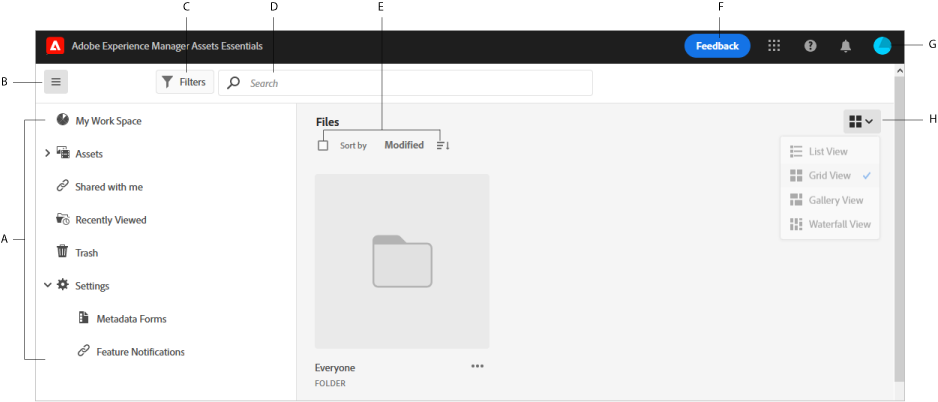 C
D
E
F
Adobe Experience Manager Assets Essentials
Feedback
G
B
Filters
Search
My Work Space
Files
H
Assets
Sort by Modified
List View
Shared with me
Grid View
Recently Viewed
Gallery View
Waterfall View
A
Trash
Settings
Metadata Forms
Feature Notifications
Everyone
FOLDER